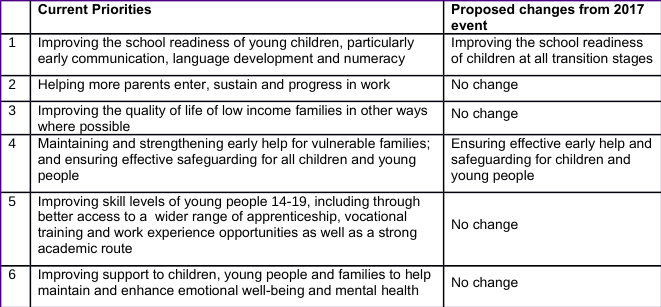 Current Priorities
Proposed changes from 2017
event
1
Improving the school readiness of young children, particularly
early communication, language development and numeracy
Improving the school readiness
of children at all transition stages
2
Helping more parents enter, sustain and progress in work
No change
3
Improving the quality of life of low income families in other ways
where possible
No change
4
Maintaining and strengthening early help for vulnerable families;
and ensuring effective safeguarding for all children and young
people
Ensuring effective early help and
safeguarding for children and
young people
5
Improving skill levels of young people 14-19, including through
better access to a wider range of apprenticeship, vocational
training and work experience opportunities as well as a strong
academic route
No change
6
Improving support to children, young people and families to help
maintain and enhance emotional well-being and mental health
No change